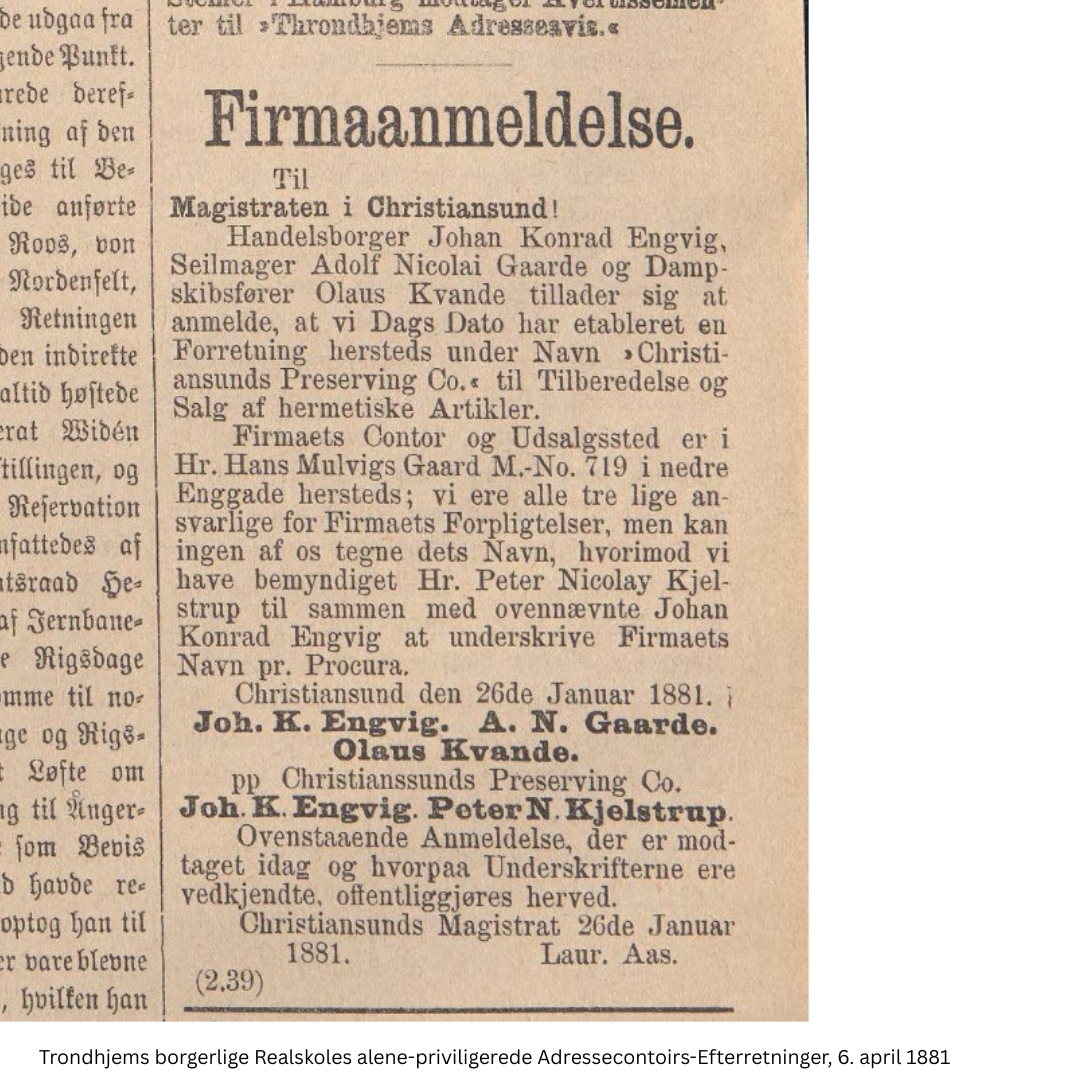 de udgaa fra
gende Punkt.
rede deref-
ning af den
ges til Be-
ide anførte
Roos, von
Nordenfelt,
Retningen
den indirekte
altid høftede
erat Widén
tillingen, og
Reservation
nfattedes af
tsraad He-
af Jernbane-
e Rigsdage
omme til no-
ge og Rigs-
t Løfte om
ng til Ånger-
som Bevis
d havde re-
optog han til
er vare blevne
, hvilken han
Stemler i Hamburg modtager Avertissemen-
ter til »Throndhjems Adresseavis.«
Firmaanmeldelse.
Til
Magistraten i Christiansund!
Handelsborger Johan Konrad Engvig,
Seilmager Adolf Nicolai Gaarde og Damp-
skibsfører Olaus Kvande tillader sig at
anmelde, at vi Dags Dato har etableret en
Forretning hersteds under Navn »Christi-
ansunds Preserving Co.« til Tilberedelse og
Salg af hermetiske Artikler.
Firmaets Contor og Udsalgssted er i
Hr. Hans Mulvigs Gaard M.-No. 719 i nedre
Enggade hersteds; vi ere alle tre lige an-
svarlige for Firmaets Forpligtelser, men kan
ingen af os tegne dets Navn, hvorimod vi
have bemyndiget Hr. Peter Nicolay Kjel-
strup til sammen med ovennævnte Johan
Konrad Engvig at underskrive Firmaets
Navn pr. Procura.
Christiansund den 26de Januar 1881.
Joh. K. Engvig. A. N. Gaarde.
Olaus Kvande.
pp Christianssunds Preserving Co.
Joh. K. Engvig. Peter N. Kjelstrup.
Ovenstaaende Anmeldelse, der er mod-
taget idag og hvorpaa Underskrifterne ere
vedkjendte, offentliggjøres herved.
Christiansunds Magistrat 26de Januar
1881. Laur. Aas.
(2.39)
Trondhjems borgerlige Realskoles alene-priviligerede Adressecontoirs-Efterretninger, 6. april 1881